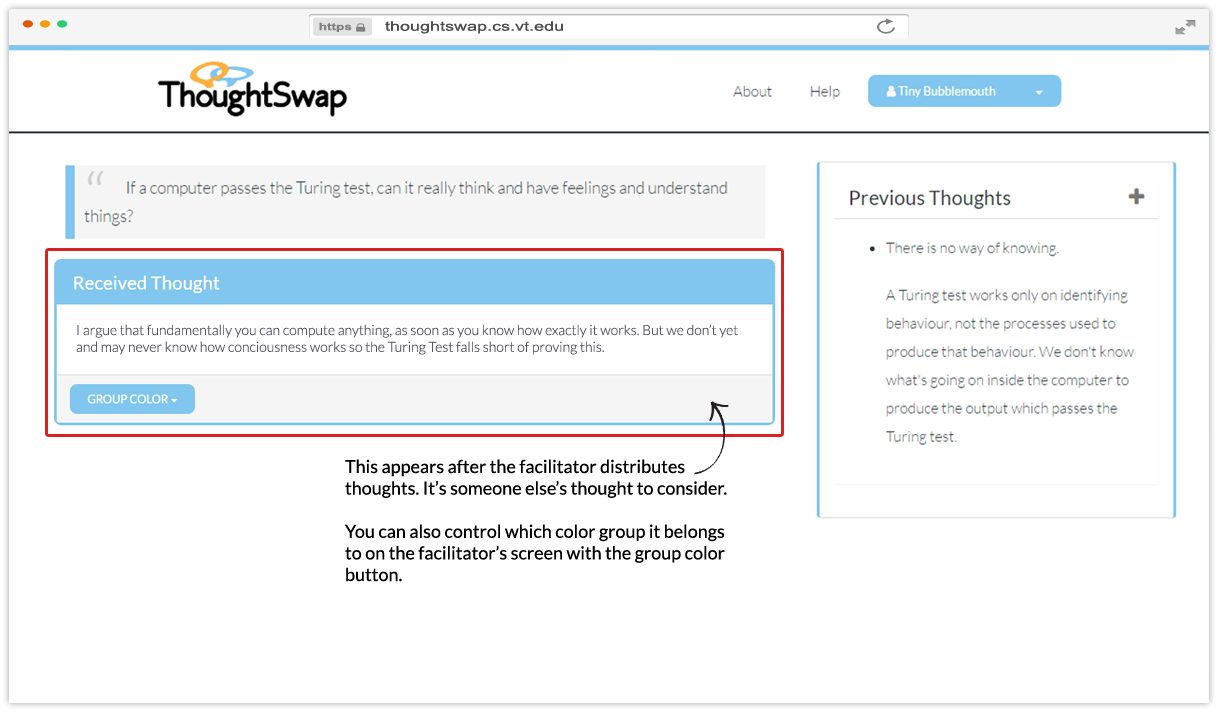 https thoughtswap.cs.vt.edu
ThoughtSwap
About Help Tiny Bubblemouth
“ If a computer passes the Turing test, can it really think and have feelings and understand
things?
Received Thought
I argue that fundamentally you can compute anything, as soon as you know how exactly it works. But we don’t yet
and may never know how conciousness works so the Turing Test falls short of proving this.
GROUP COLOR
This appears after the facilitator distributes
thoughts. It’s someone else’s thought to consider.
You can also control which color group it belongs
to on the facilitator’s screen with the group color
button.
Previous Thoughts
• There is no way of knowing.
A Turing test works only on identifying
behaviour, not the processes used to
produce that behaviour. We don't know
what's going on inside the computer to
produce the output which passes the
Turing test.